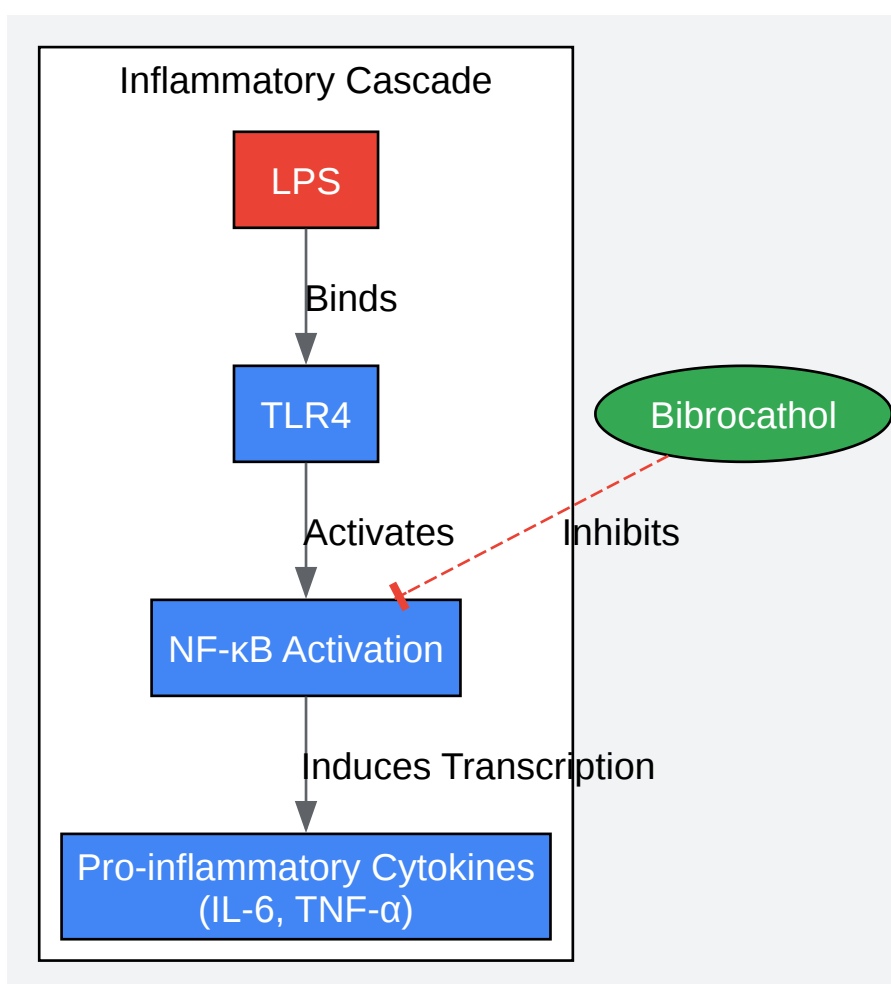 Inflammatory Cascade
LPS
Binds
TLR4
Bibrocathol
Activates
Inhibits
NF-κB Activation
Induces Transcription
Pro-inflammatory Cytokines
(IL-6, TNF-α)